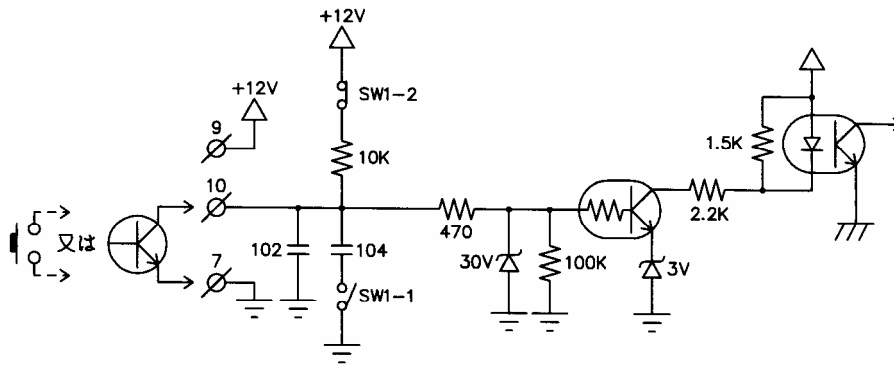 +12V
SW1-2
10K
+12V
9
10
7
又は
102
104
SW1-1
470
30V
100K
3V
2.2K
1.5K